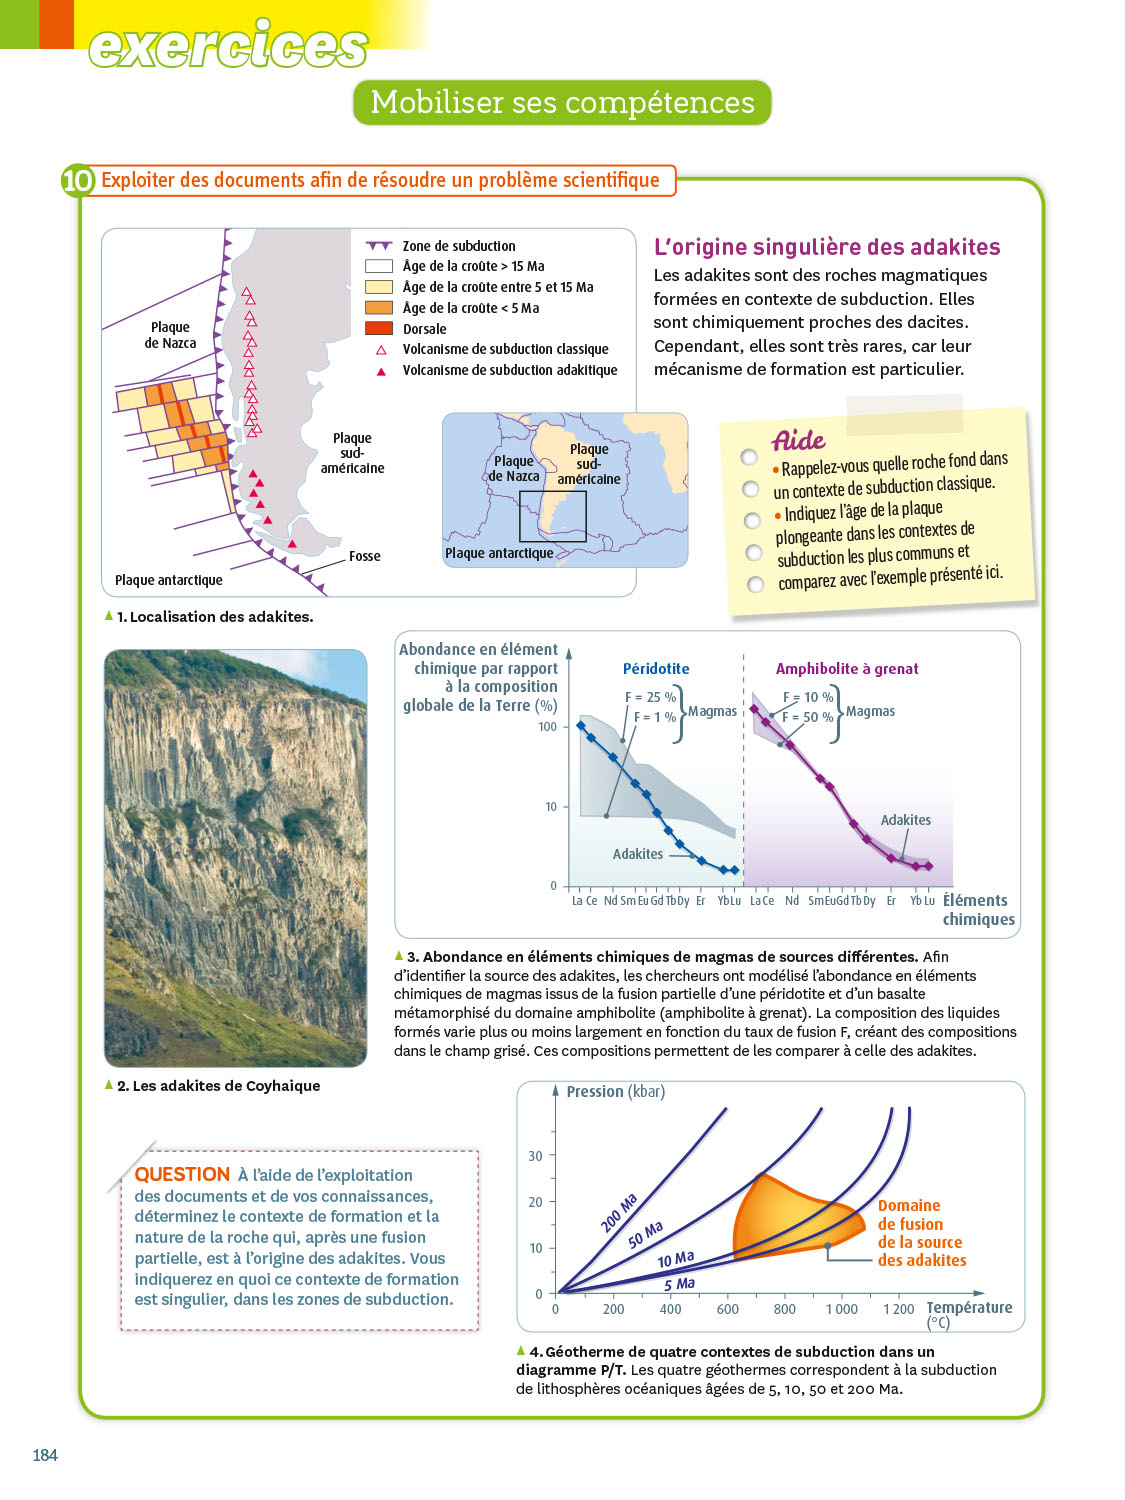 exercices
Mobiliser ses compétences
10 Exploiter des documents afin de résoudre un problème scientifique
Zone de subduction
Âge de la croûte > 15 Ma
Âge de la croûte entre 5 et 15 Ma
Âge de la croûte < 5 Ma
Dorsale
Volcanisme de subduction classique
Volcanisme de subduction adakitique
Plaque
de Nazca
Plaque
sud-
américaine
Fosse
Plaque antarctique
Plaque
de Nazca
Plaque
sud-
américaine
Plaque antarctique
1. Localisation des adakites.
L'origine singulière des adakites
Les adakites sont des roches magmatiques
formées en contexte de subduction. Elles
sont chimiquement proches des dacites.
Cependant, elles sont très rares, car leur
mécanisme de formation est particulier.
Aide
• Rappelez-vous quelle roche fond dans
un contexte de subduction classique.
• Indiquez l'âge de la plaque
plongeante dans les contextes de
subduction les plus communs et
comparez avec l'exemple présenté ici.
2. Les adakites de Coyhaique
Abondance en élément
chimique par rapport
à la composition
globale de la Terre (%)
100
10
0
Péridotite
F = 25 %
F = 1 %
Magmas
Adakites
La Ce Nd Sm Eu Gd Tb Dy Er Yb Lu
Amphibolite à grenat
F = 10 %
F = 50 %
Magmas
Adakites
La Ce Nd Sm Eu Gd Tb Dy Er Yb Lu
Éléments
chimiques
3. Abondance en éléments chimiques de magmas de sources différentes. Afin
d'identifier la source des adakites, les chercheurs ont modélisé l'abondance en éléments
chimiques de magmas issus de la fusion partielle d'une péridotite et d'un basalte
métamorphisé du domaine amphibolite (amphibolite à grenat). La composition des liquides
formés varie plus ou moins largement en fonction du taux de fusion F, créant des compositions
dans le champ grisé. Ces compositions permettent de les comparer à celle des adakites.
QUESTION À l'aide de l'exploitation
des documents et de vos connaissances,
déterminez le contexte de formation et la
nature de la roche qui, après une fusion
partielle, est à l'origine des adakites. Vous
indiquerez en quoi ce contexte de formation
est singulier, dans les zones de subduction.
Pression (kbar)
30
20
10
0
200 Ma
50 Ma
10 Ma
5 Ma
Domaine
de fusion
de la source
des adakites
0 200 400 600 800 1 000 1 200
Température
(°C)
4. Géotherme de quatre contextes de subduction dans un
diagramme P/T. Les quatre géothermes correspondent à la subduction
de lithosphères océaniques âgées de 5, 10, 50 et 200 Ma.
184